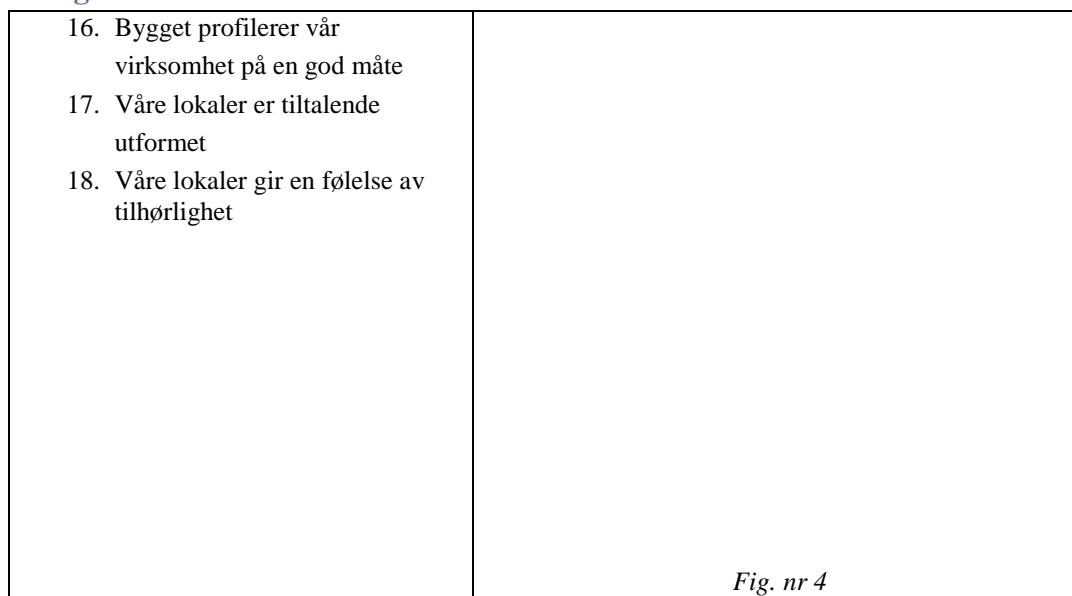 16. Bygget profilerer vår
virksomhet på en god måte
17. Våre lokaler er tiltalende
utformet
18. Våre lokaler gir en følelse av
tilhørlighet
Fig. nr 4